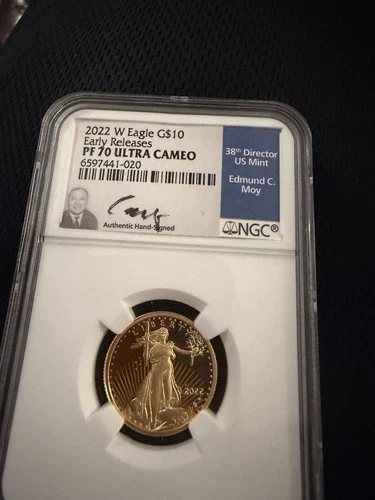 2022 W Eagle G$10
Early Releases
PF 70 ULTRA CAMEO
6597441-020
Authentic Hand-Signed
38th Director
US Mint
Edmund C.
Moy
NGC®
LIBERTY
2022